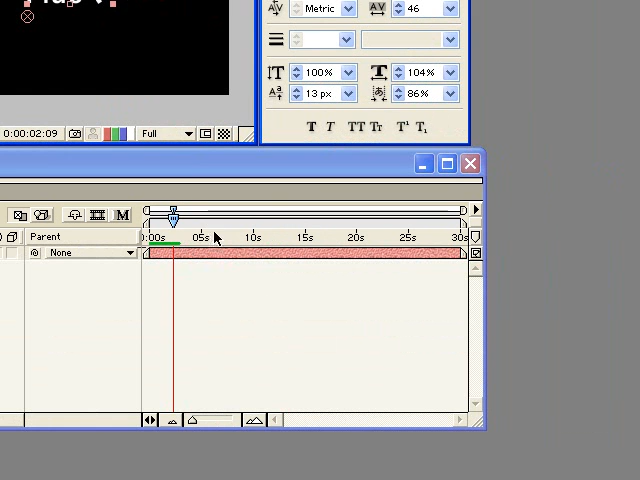 Metric
AV
46
100%
104%
13 px
86%
T T TT Tr T¹ T₁
0:00:02:09
Full
M
Parent
:00s 05s 10s 15s 20s 25s 30s
None